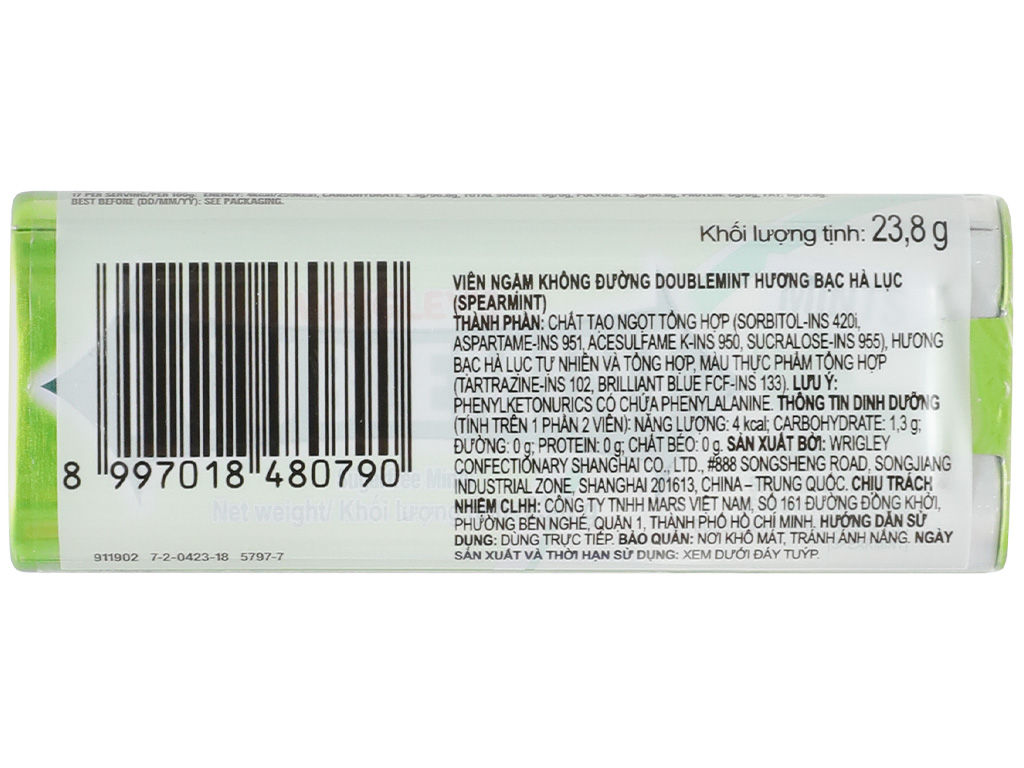 BEST BEFORE (DD/MM/YY): SEE PACKAGING.
Khối lượng tịnh: 23,8 g
VIÊN NGẬM KHÔNG ĐƯỜNG DOUBLEMINT HƯƠNG BẠC HÀ LỤC
(SPEARMINT)
THÀNH PHẦN: CHẤT TẠO NGỌT TỔNG HỢP (SORBITOL-INS 420i,
ASPARTAME-INS 951, ACESULFAME K-INS 950, SUCRALOSE-INS 955), HƯƠNG
BẠC HÀ LỤC TỰ NHIÊN VÀ TỔNG HỢP, MÀU THỰC PHẨM TỔNG HỢP
(TARTRAZINE-INS 102, BRILLIANT BLUE FCF-INS 133). LƯU Ý:
PHENYLKETONURICS CÓ CHỨA PHENYLALANINE. THÔNG TIN DINH DƯỠNG
(TÍNH TRÊN 1 PHẦN 2 VIÊN): NĂNG LƯỢNG: 4 kcal; CARBOHYDRATE: 1,3 g;
ĐƯỜNG: 0 g; PROTEIN: 0 g; CHẤT BÉO: 0 g. SẢN XUẤT BỞI: WRIGLEY
CONFECTIONARY SHANGHAI CO., LTD., #888 SONGSHENG ROAD, SONGJIANG
INDUSTRIAL ZONE, SHANGHAI 201613, CHINA – TRUNG QUỐC. CHỊU TRÁCH
NHIỆM CLHH: CÔNG TY TNHH MARS VIỆT NAM, SỐ 161 ĐƯỜNG ĐỒNG KHỞI,
PHƯỜNG BẾN NGHÉ, QUẬN 1, THÀNH PHỐ HỒ CHÍ MINH. HƯỚNG DẪN SỬ
DỤNG: DÙNG TRỰC TIẾP. BẢO QUẢN: NƠI KHÔ MÁT, TRÁNH ÁNH NẮNG. NGÀY
SẢN XUẤT VÀ THỜI HẠN SỬ DỤNG: XEM DƯỚI ĐÁY TUÝP.
8 997018 480790
Net weight/ Khối lượng
911902 7-2-0423-18 5797-7